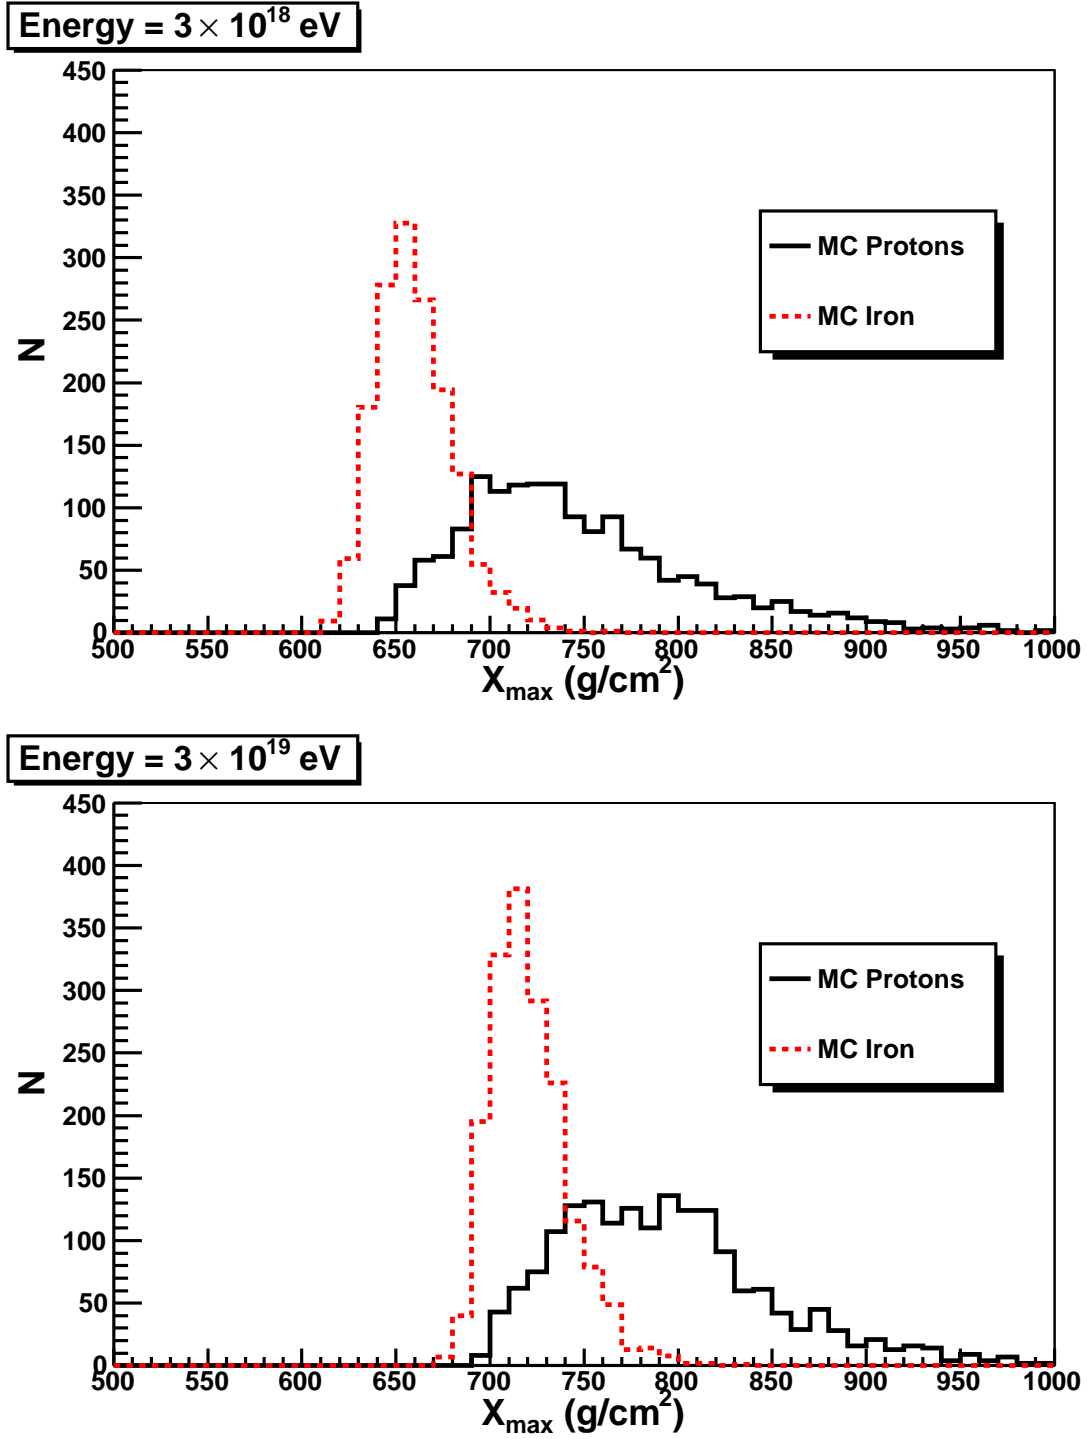 Energy = 3 × 10^18 eV
450
400
350
300
250
200
150
100
50
0
N
MC Protons
MC Iron
500 550 600 650 700 750 800 850 900 950 1000
X_max (g/cm^2)
Energy = 3 × 10^19 eV
450
400
350
300
250
200
150
100
50
0
N
MC Protons
MC Iron
500 550 600 650 700 750 800 850 900 950 1000
X_max (g/cm^2)